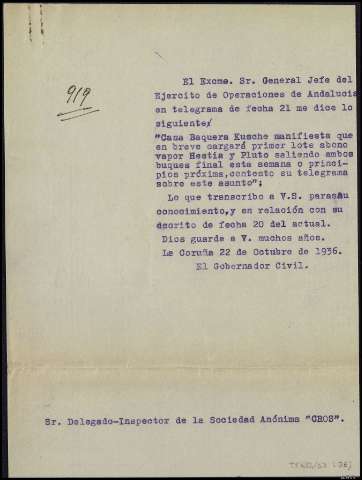 919
El Excmo. Sr. General Jefe del
Ejercito de Operaciones de Andalucia
en telegrama de fecha 21 me dice lo
siguiente/
"Casa Baquera Kusche manifiesta que
en breve cargará primer lote abono
vapor Hestia y Pluto saliendo ambos
buques final esta semana o princi-
pios próxima,contesto su telegrama
sobre este asunto";
Lo que transcribo a V.S. para su
conocimiento,y en relación con su
escrito de fecha 20 del actual.
Dios guarde a V. muchos años.
La Coruña 22 de Octubre de 1936.
El Gobernador Civil.
Sr. Delegado-Inspector de la Sociedad Anónima "CROS".